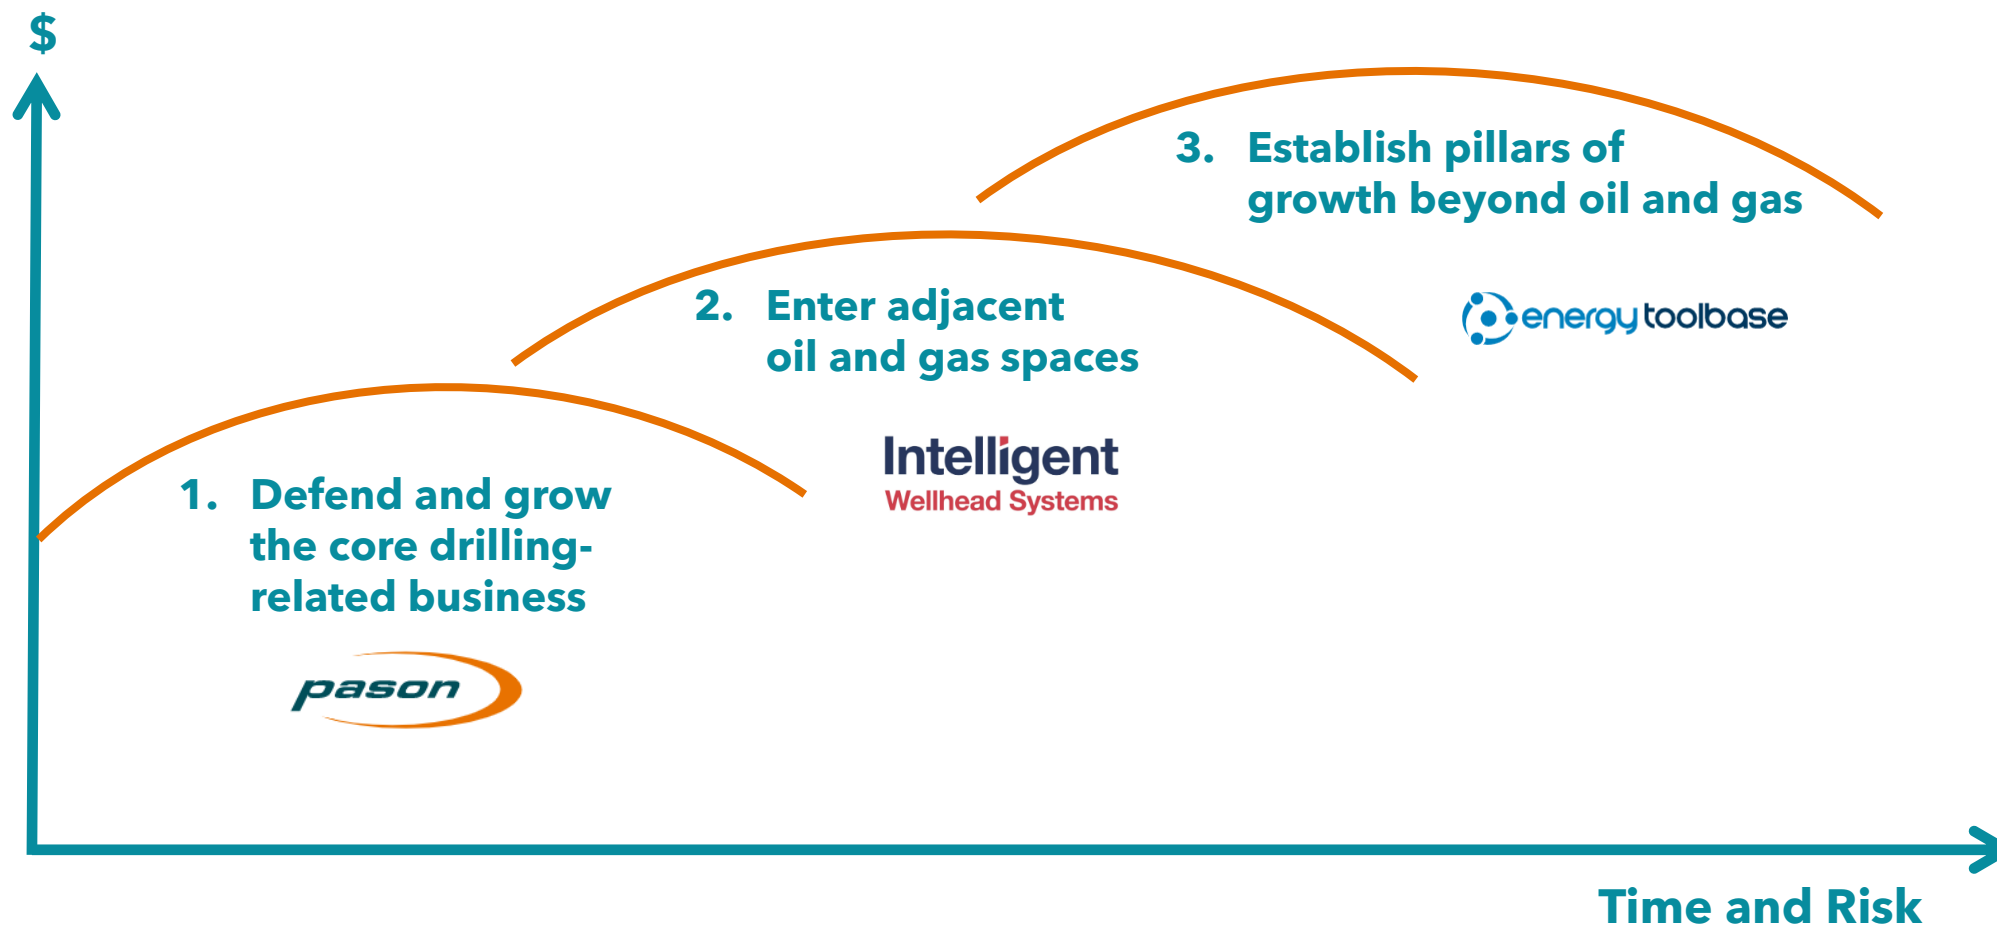 $
3. Establish pillars of
growth beyond oil and gas
energy toolbase
2. Enter adjacent
oil and gas spaces
Intelligent
Wellhead Systems
1. Defend and grow
the core drilling-
related business
pason
Time and Risk